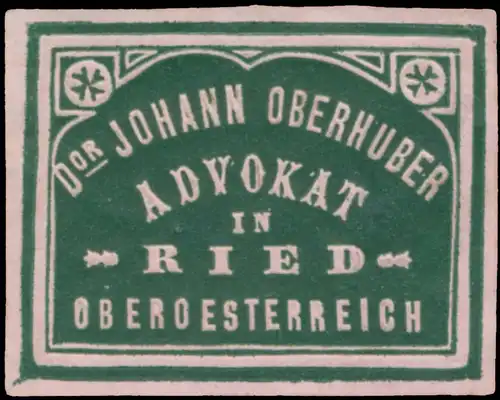 DOR JOHANN OBERHUBER
ADVOKAT
IN
RIED
OBEROESTERREICH